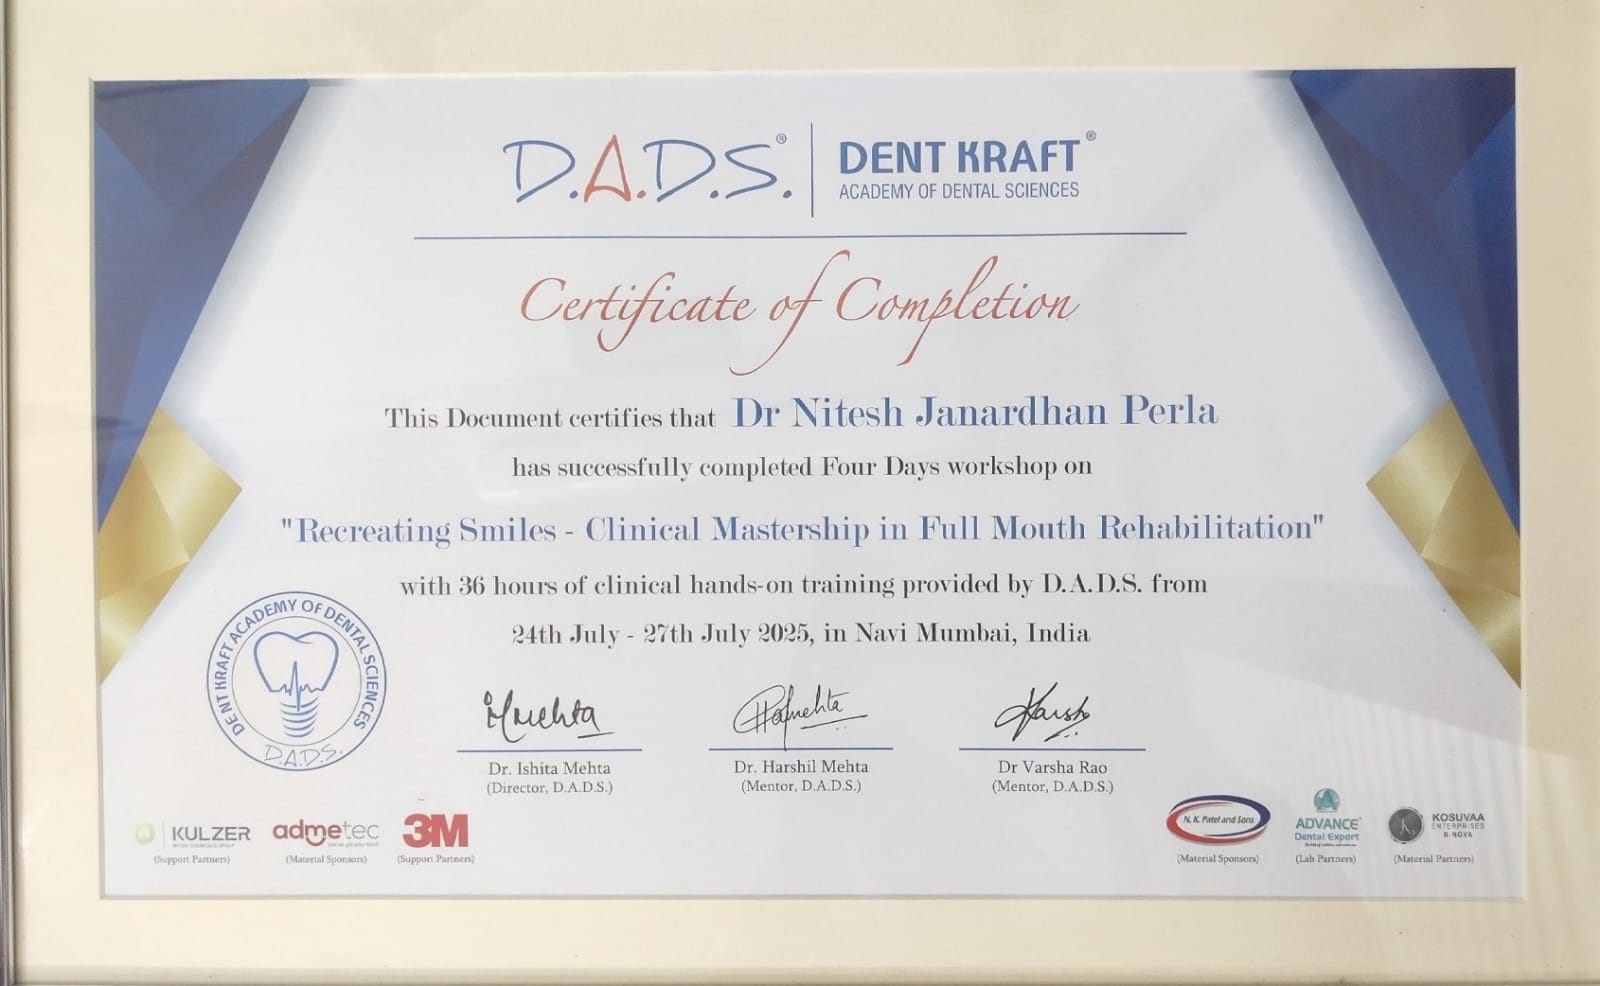 D.A.D.S.®
DENT KRAFT®
ACADEMY OF DENTAL SCIENCES
Certificate of Completion
This Document certifies that Dr Nitesh Janardhan Perla
has successfully completed Four Days workshop on
"Recreating Smiles - Clinical Mastership in Full Mouth Rehabilitation"
with 36 hours of clinical hands-on training provided by D.A.D.S. from
24th July - 27th July 2025, in Navi Mumbai, India
DENT KRAFT ACADEMY OF DENTAL SCIENCES
D.A.D.S.
Dr. Ishita Mehta
(Director, D.A.D.S.)
Dr. Harshil Mehta
(Mentor, D.A.D.S.)
Dr Varsha Rao
(Mentor, D.A.D.S.)
KULZER
MITSUI CHEMICALS GROUP
(Support Partners)
admetec
(Material Sponsors)
3M
(Support Partners)
N. K. Patel and Sons
(Material Sponsors)
ADVANCE
Dental Export
(Lab Partners)
KOSUVAA
ENTERPRISES
K-NOVA
(Material Partners)